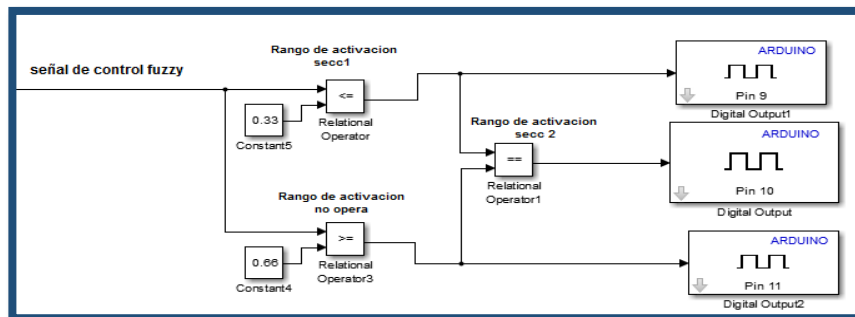 Rango de activacion
secc1
señal de control fuzzy
ARDUINO
Pin 9
Digital Output1
<=
0.33
Relational
Operator
Constant5
Rango de activacion
secc 2
==
Relational
Operator1
ARDUINO
Pin 10
Digital Output
Rango de activacion
no opera
>=
0.66
Relational
Operator3
Constant4
ARDUINO
Pin 11
Digital Output2